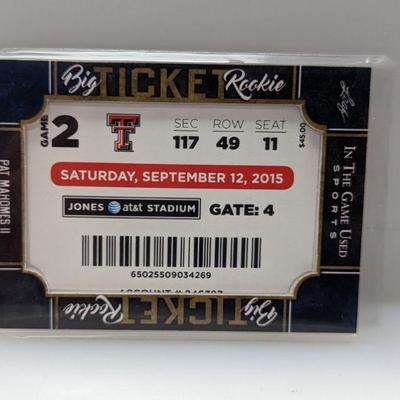 Big TICKET Rookie
Leaf
GAME 2
SEC ROW SEAT
117 49 11
$45.00
SATURDAY, SEPTEMBER 12, 2015
JONES at&t STADIUM GATE: 4
65025509034269
PAT MAHOMES II
IN THE GAME USED
SPORTS
Big TICKET Rookie